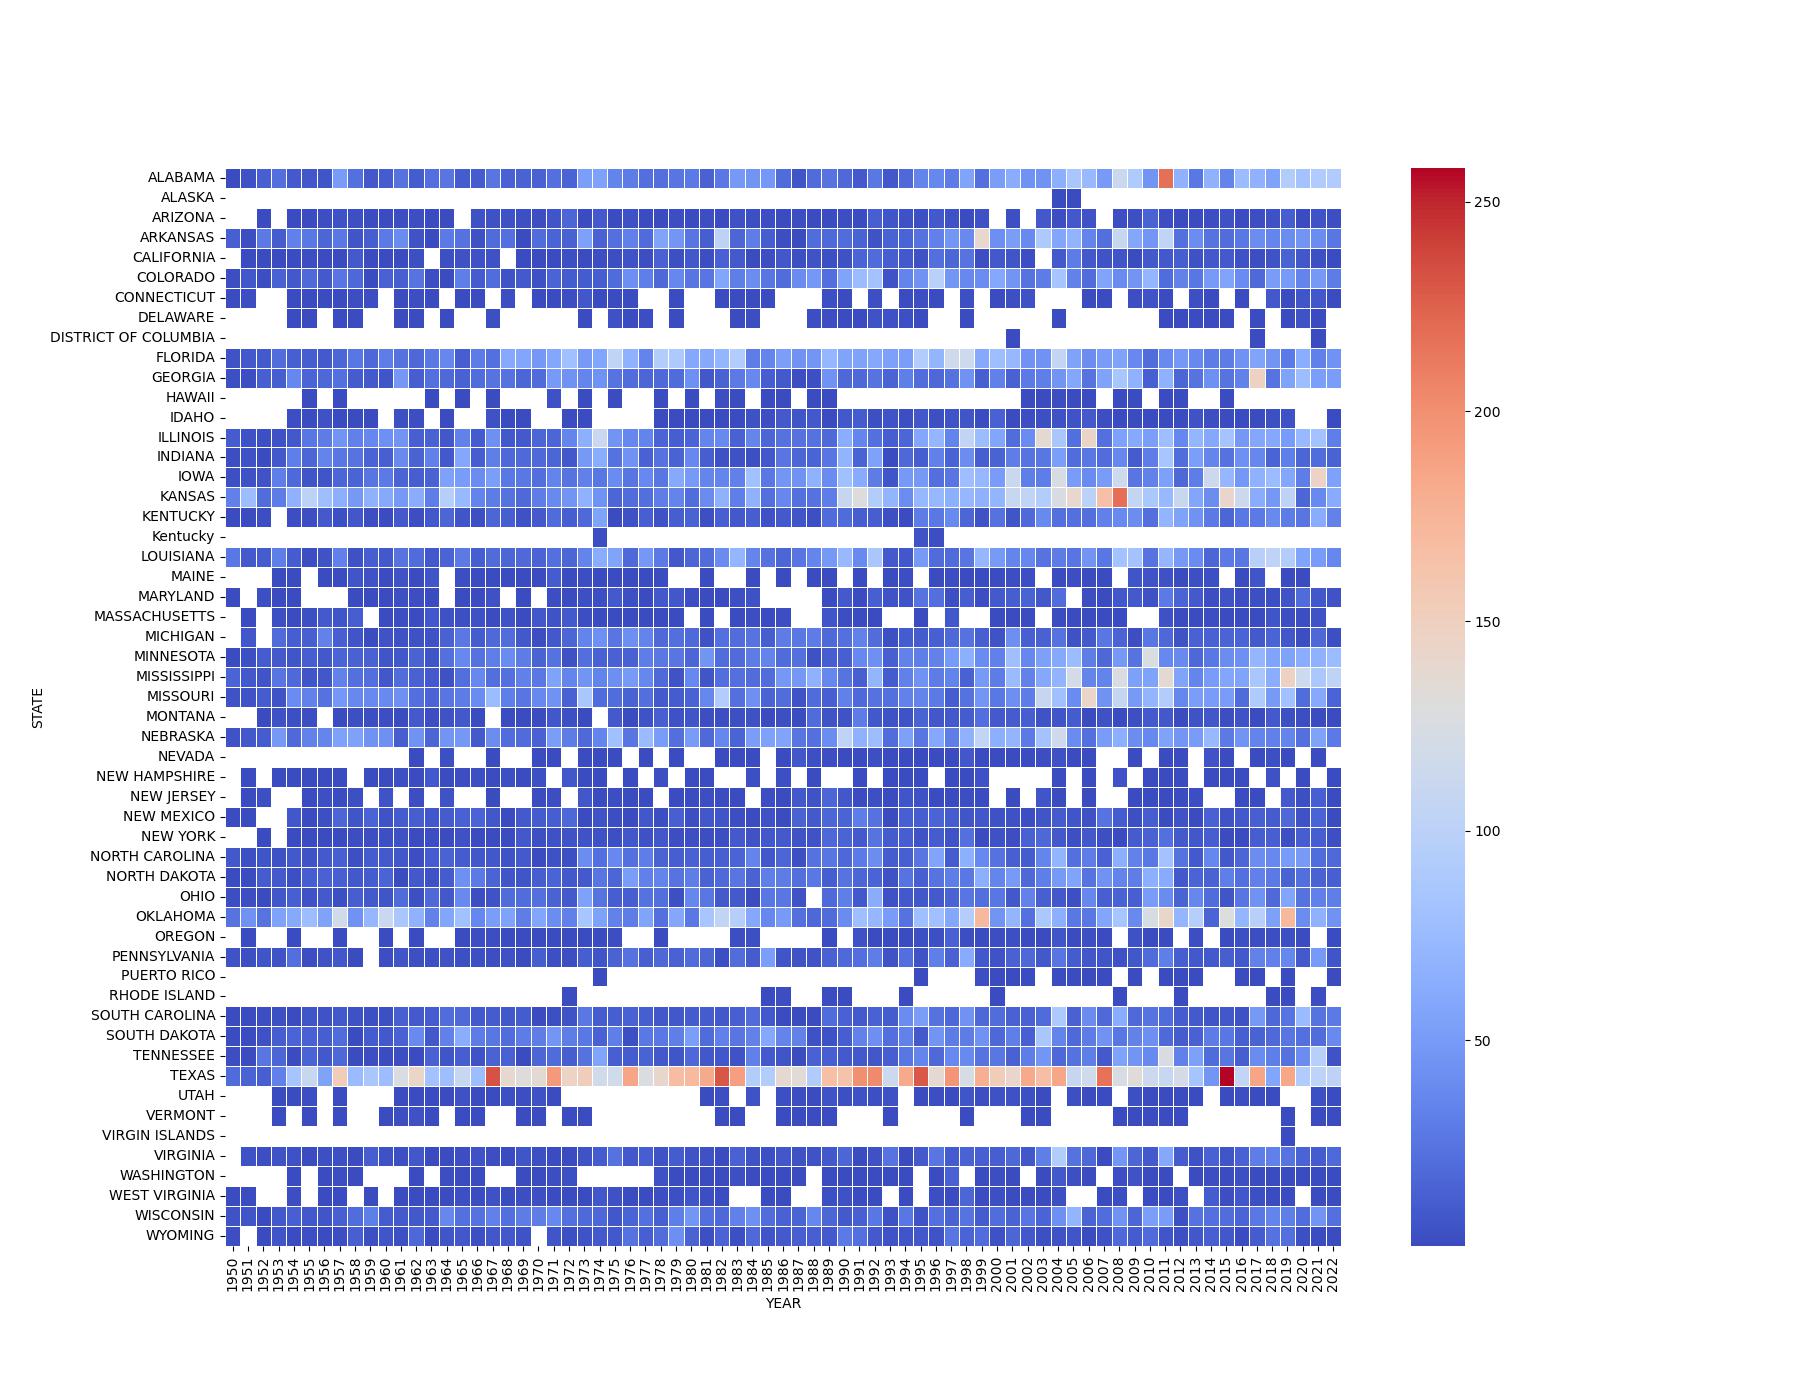 ALABAMA
ALASKA
ARIZONA
ARKANSAS
CALIFORNIA
COLORADO
CONNECTICUT
DELAWARE
DISTRICT OF COLUMBIA
FLORIDA
GEORGIA
HAWAII
IDAHO
ILLINOIS
INDIANA
IOWA
KANSAS
KENTUCKY
Kentucky
LOUISIANA
MAINE
MARYLAND
MASSACHUSETTS
MICHIGAN
MINNESOTA
MISSISSIPPI
MISSOURI
MONTANA
NEBRASKA
NEVADA
NEW HAMPSHIRE
NEW JERSEY
NEW MEXICO
NEW YORK
NORTH CAROLINA
NORTH DAKOTA
OHIO
OKLAHOMA
OREGON
PENNSYLVANIA
PUERTO RICO
RHODE ISLAND
SOUTH CAROLINA
SOUTH DAKOTA
TENNESSEE
TEXAS
UTAH
VERMONT
VIRGIN ISLANDS
VIRGINIA
WASHINGTON
WEST VIRGINIA
WISCONSIN
WYOMING
STATE
1950
1951
1952
1953
1954
1955
1956
1957
1958
1959
1960
1961
1962
1963
1964
1965
1966
1967
1968
1969
1970
1971
1972
1973
1974
1975
1976
1977
1978
1979
1980
1981
1982
1983
1984
1985
1986
1987
1988
1989
1990
1991
1992
1993
1994
1995
1996
1997
1998
1999
2000
2001
2002
2003
2004
2005
2006
2007
2008
2009
2010
2011
2012
2013
2014
2015
2016
2017
2018
2019
2020
2021
2022
YEAR
250
200
150
100
50